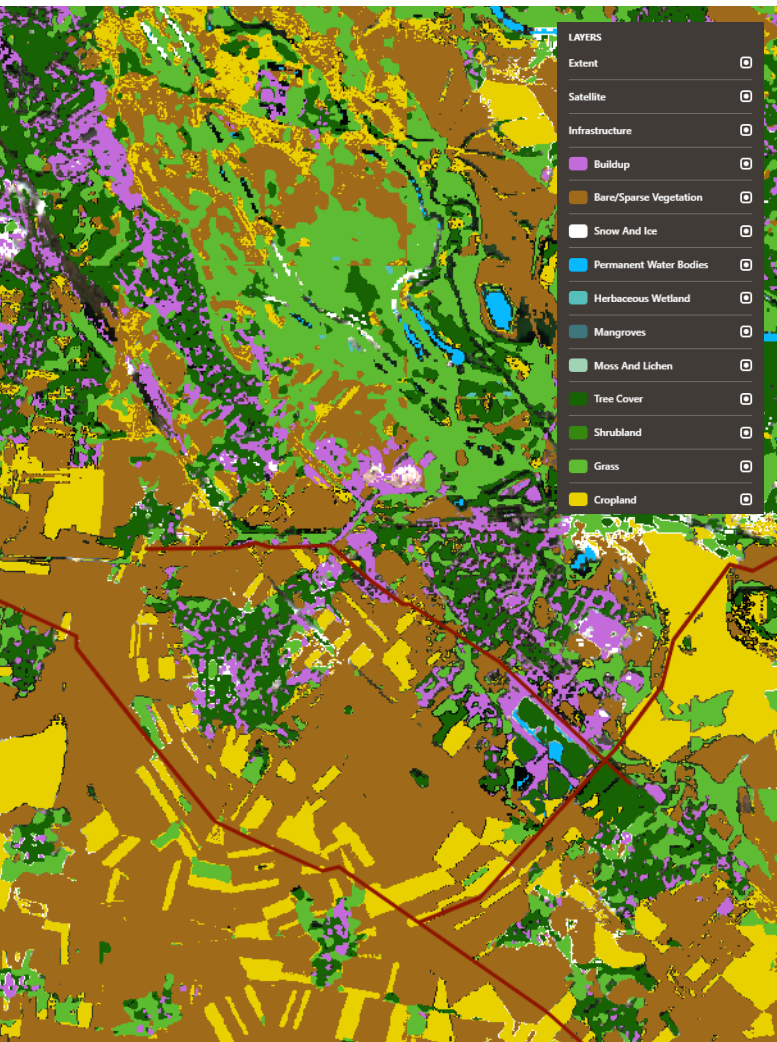 LAYERS
Extent
Satellite
Infrastructure
Buildup
Bare/Sparse Vegetation
Snow And Ice
Permanent Water Bodies
Herbaceous Wetland
Mangroves
Moss And Lichen
Tree Cover
Shrubland
Grass
Cropland